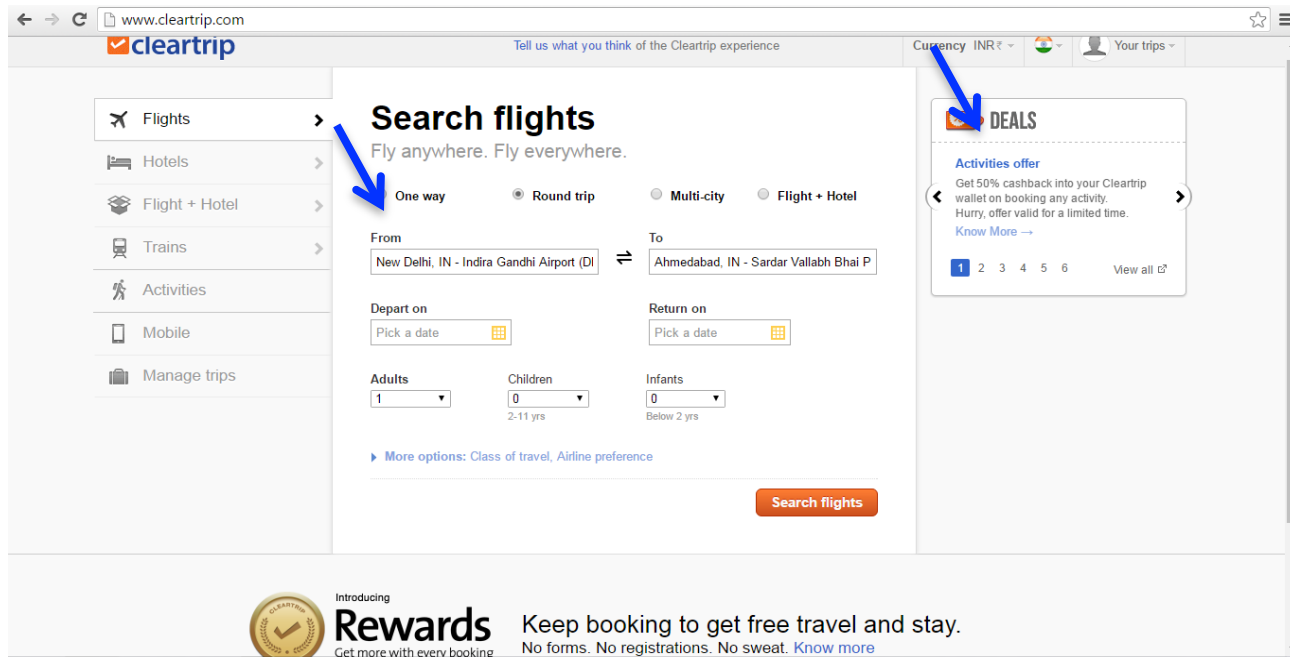 www.cleartrip.com
cleartrip
Tell us what you think of the Cleartrip experience
Currency INR₹
Your trips
Flights
Hotels
Flight + Hotel
Trains
Activities
Mobile
Manage trips
Search flights
Fly anywhere. Fly everywhere.
One way Round trip Multi-city Flight + Hotel
From To
New Delhi, IN - Indira Gandhi Airport (DI Ahmedabad, IN - Sardar Vallabh Bhai P
Depart on Return on
Pick a date Pick a date
Adults Children Infants
1 0 0
2-11 yrs Below 2 yrs
More options: Class of travel, Airline preference
Search flights
DEALS
Activities offer
Get 50% cashback into your Cleartrip
wallet on booking any activity.
Hurry, offer valid for a limited time.
Know More →
1 2 3 4 5 6 View all
CLEARTRIP
Introducing
Rewards
Get more with every booking
Keep booking to get free travel and stay.
No forms. No registrations. No sweat. Know more